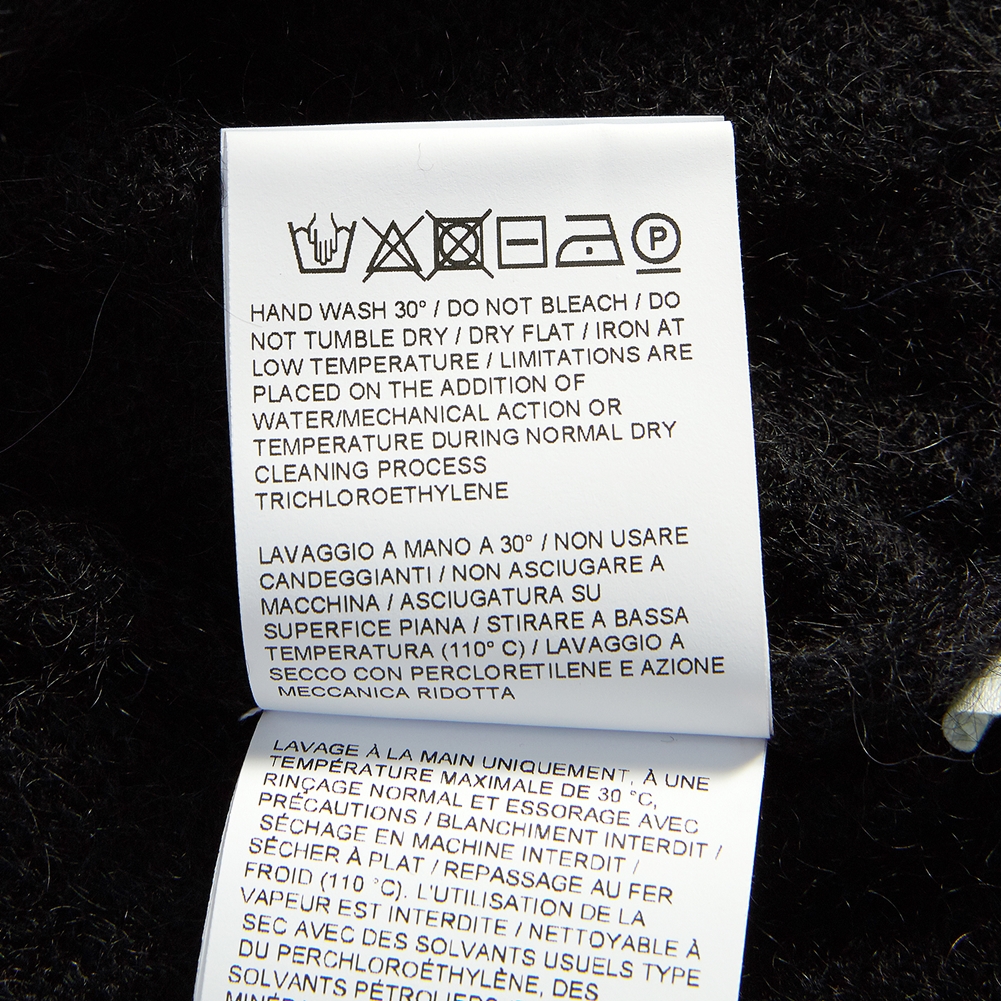 P
HAND WASH 30° / DO NOT BLEACH / DO
NOT TUMBLE DRY / DRY FLAT / IRON AT
LOW TEMPERATURE / LIMITATIONS ARE
PLACED ON THE ADDITION OF
WATER/MECHANICAL ACTION OR
TEMPERATURE DURING NORMAL DRY
CLEANING PROCESS
TRICHLOROETHYLENE
LAVAGGIO A MANO A 30° / NON USARE
CANDEGGIANTI / NON ASCIUGARE A
MACCHINA / ASCIUGATURA SU
SUPERFICE PIANA / STIRARE A BASSA
TEMPERATURA (110° C) / LAVAGGIO A
SECCO CON PERCLORETILENE E AZIONE
MECCANICA RIDOTTA
LAVAGE À LA MAIN UNIQUEMENT, À UNE
TEMPÉRATURE MAXIMALE DE 30 °C,
RINÇAGE NORMAL ET ESSORAGE AVEC
PRÉCAUTIONS / BLANCHIMENT INTERDIT /
SÉCHAGE EN MACHINE INTERDIT /
SÉCHER À PLAT / REPASSAGE AU FER
FROID (110 °C). L'UTILISATION DE LA
VAPEUR EST INTERDITE / NETTOYABLE À
SEC AVEC DES SOLVANTS USUELS TYPE
DU PERCHLOROÉTHYLÈNE, DES
SOLVANTS